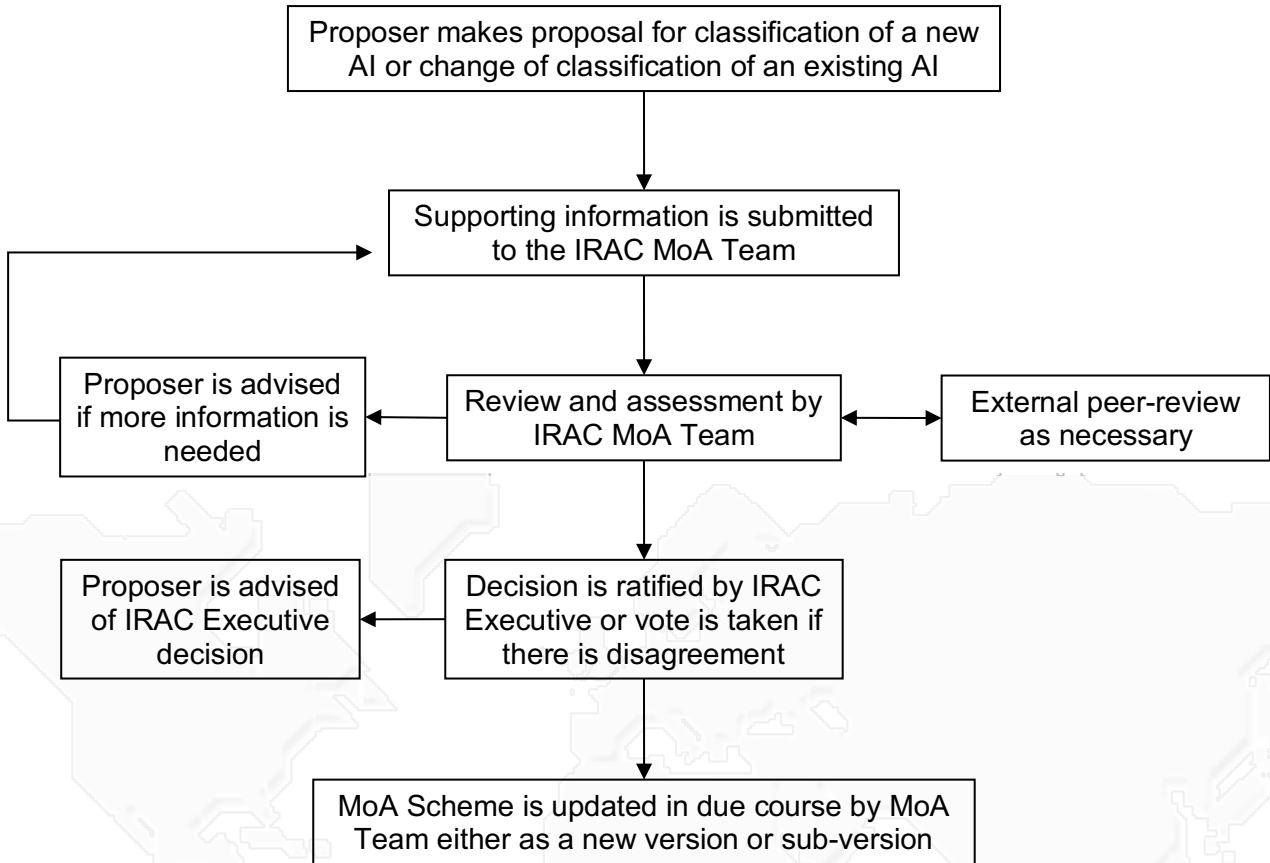 Proposer makes proposal for classification of a new
AI or change of classification of an existing AI
Supporting information is submitted
to the IRAC MoA Team
Proposer is advised
if more information is
needed
Review and assessment by
IRAC MoA Team
External peer-review
as necessary
Proposer is advised
of IRAC Executive
decision
Decision is ratified by IRAC
Executive or vote is taken if
there is disagreement
MoA Scheme is updated in due course by MoA
Team either as a new version or sub-version